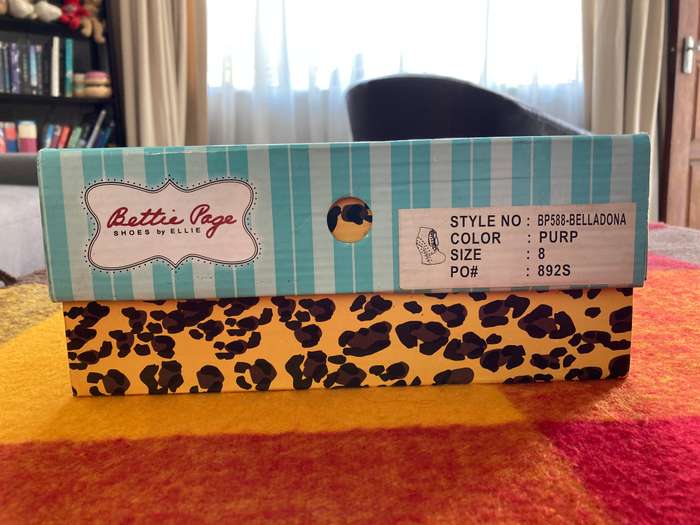 Bettie Page
SHOES by ELLIE
STYLE NO : BP588-BELLADONA
COLOR : PURP
SIZE : 8
PO# : 892S